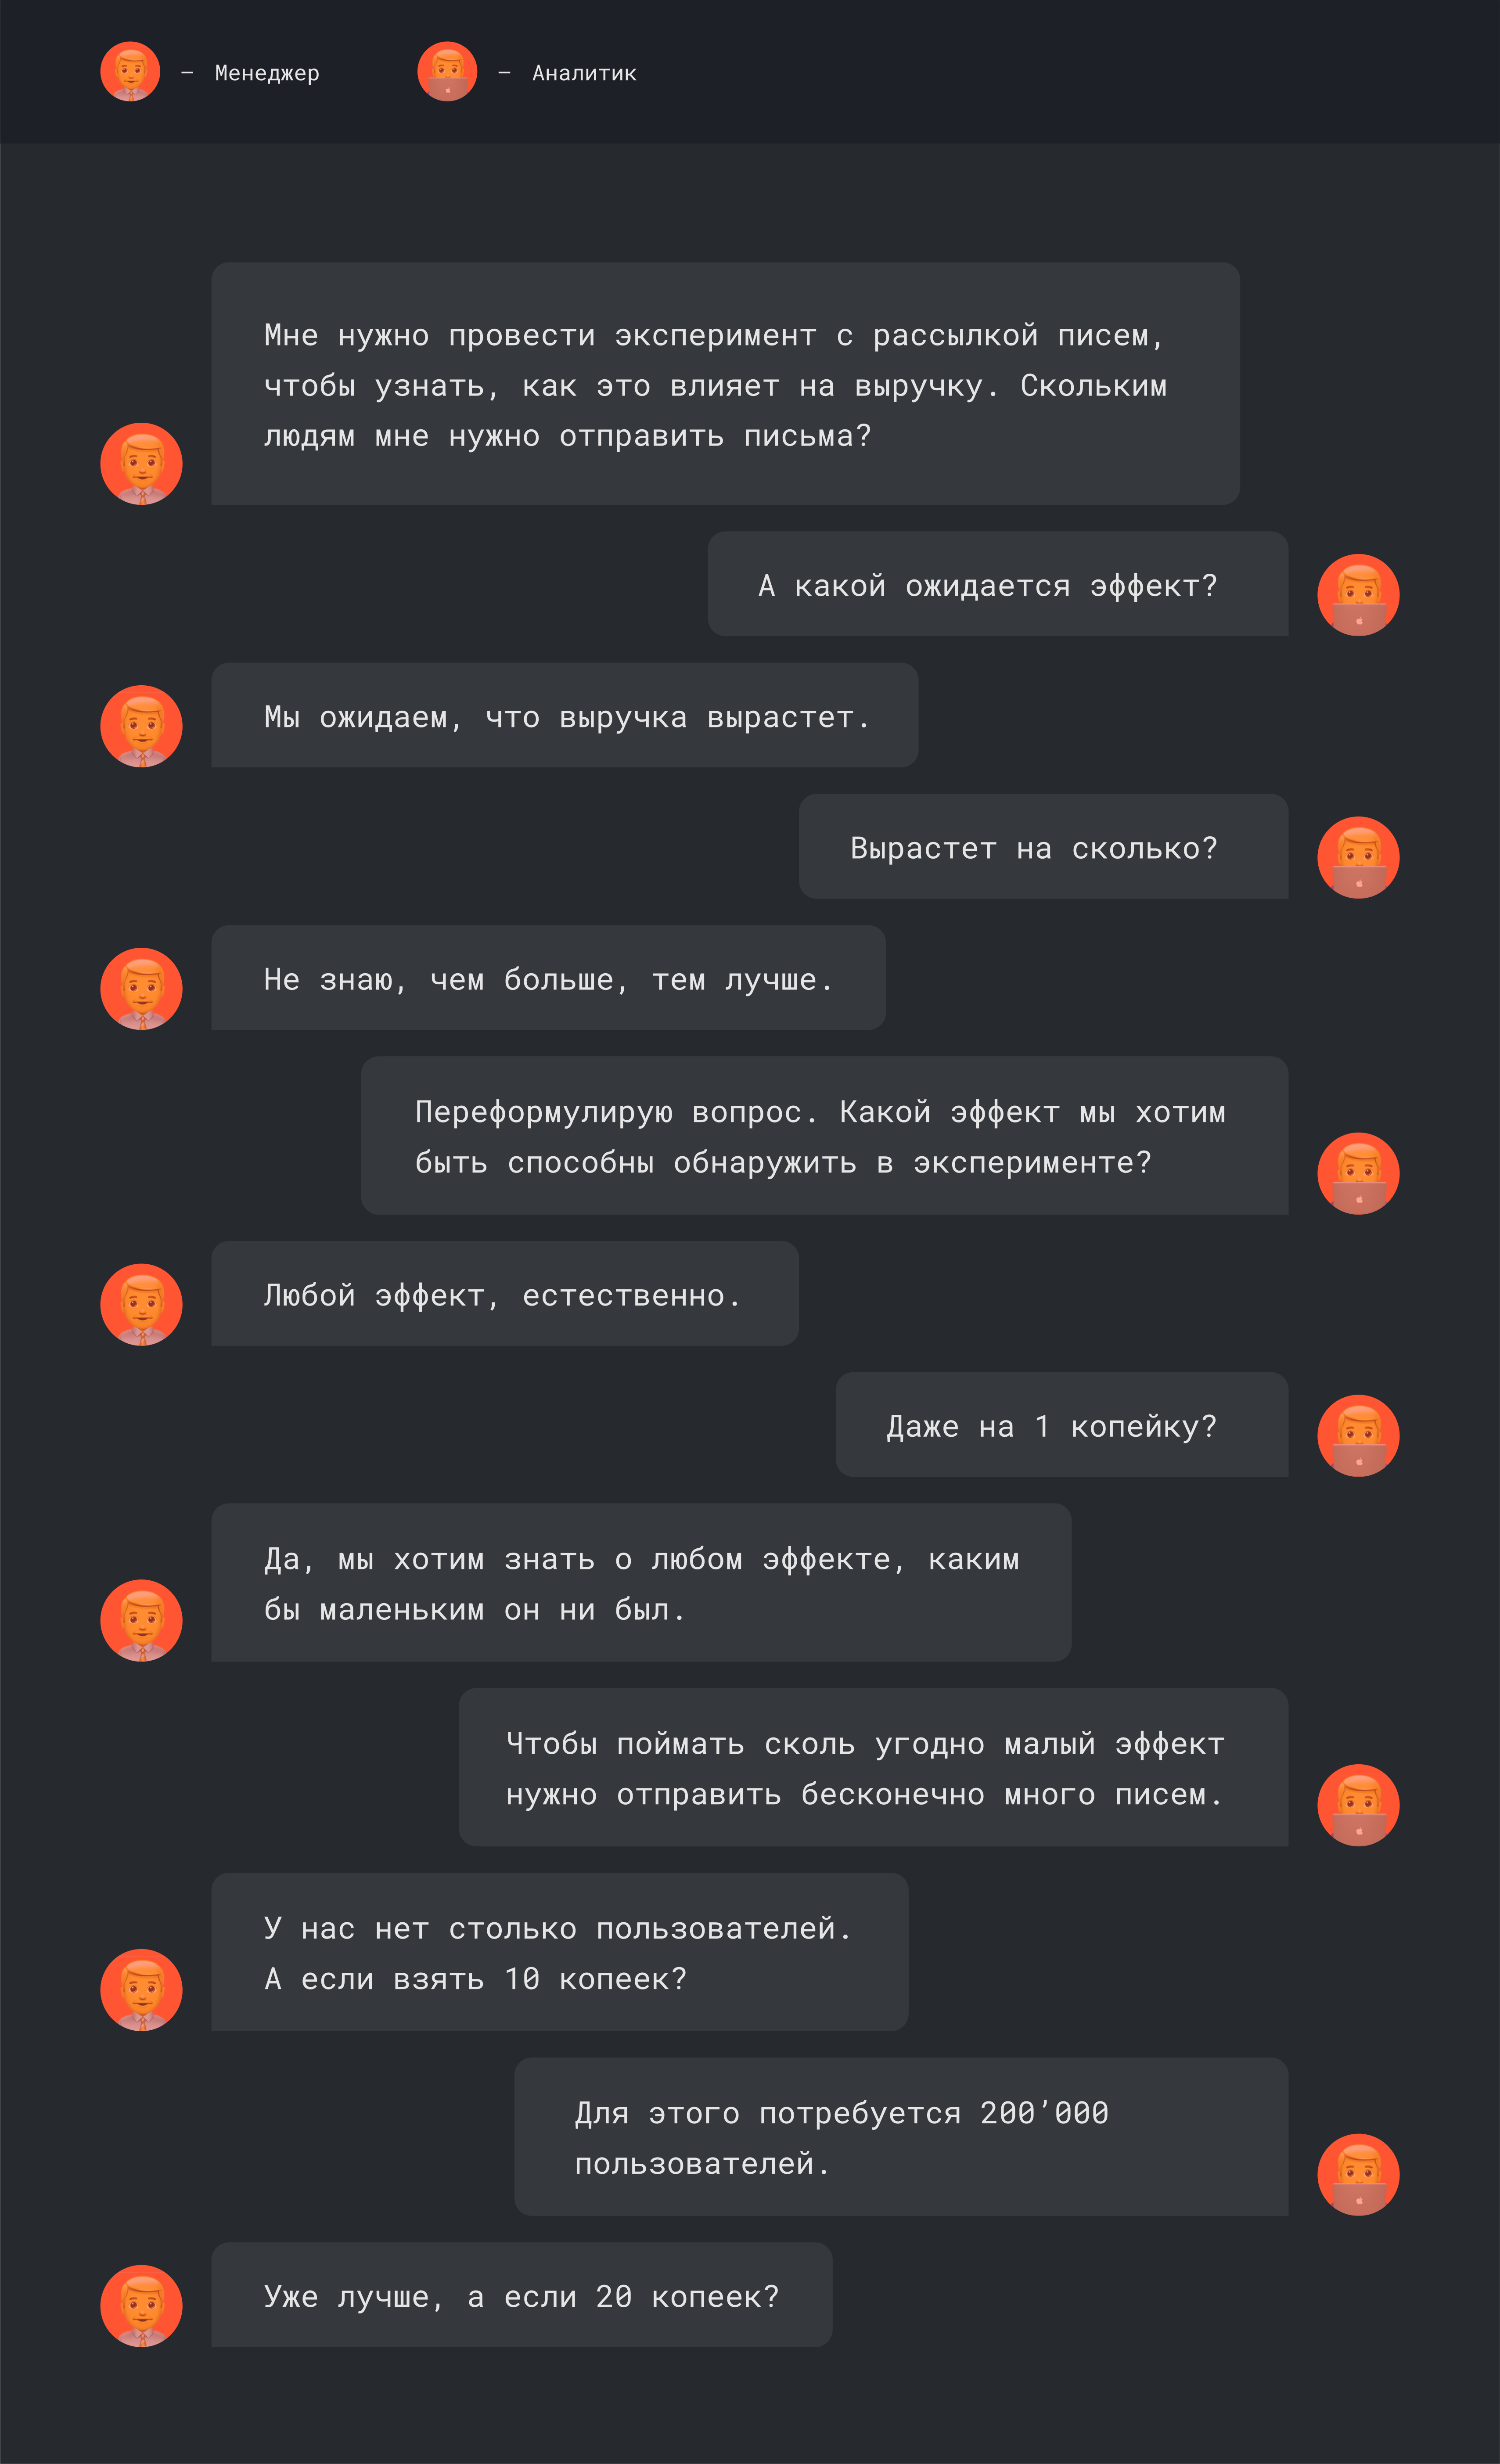 — Менеджер
— Аналитик
Мне нужно провести эксперимент с рассылкой писем,
чтобы узнать, как это влияет на выручку. Скольким
людям мне нужно отправить письма?
А какой ожидается эффект?
Мы ожидаем, что выручка вырастет.
Вырастет на сколько?
Не знаю, чем больше, тем лучше.
Переформулирую вопрос. Какой эффект мы хотим
быть способны обнаружить в эксперименте?
Любой эффект, естественно.
Даже на 1 копейку?
Да, мы хотим знать о любом эффекте, каким
бы маленьким он ни был.
Чтобы поймать сколь угодно малый эффект
нужно отправить бесконечно много писем.
У нас нет столько пользователей.
А если взять 10 копеек?
Для этого потребуется 200’000
пользователей.
Уже лучше, а если 20 копеек?